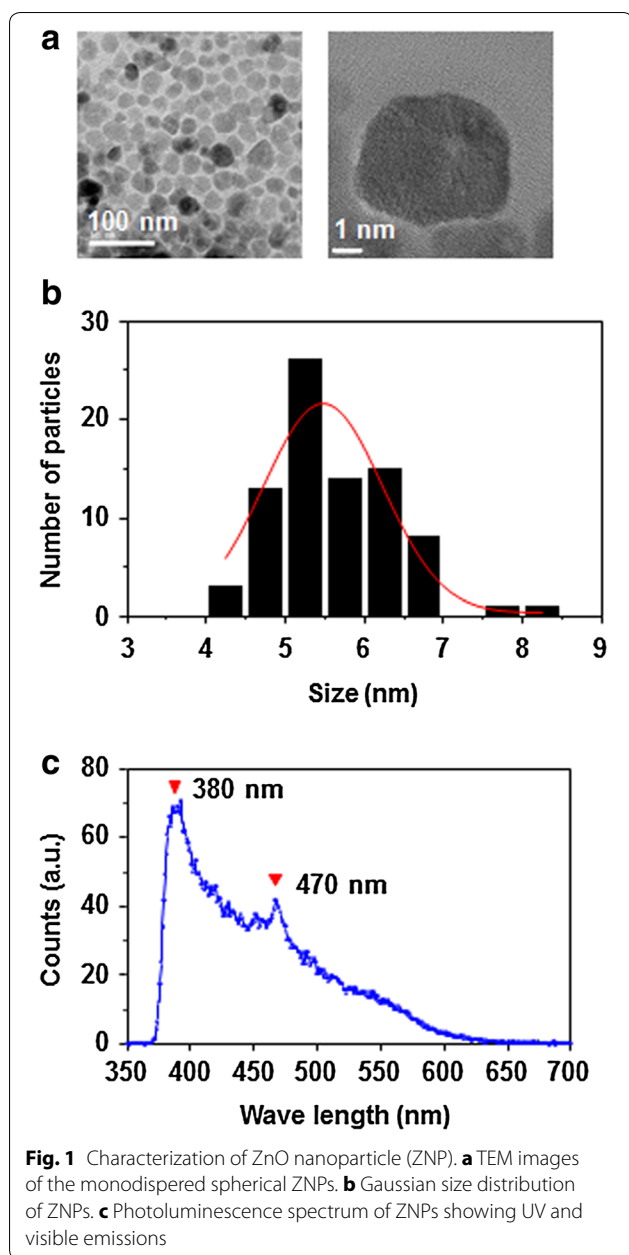 a
100 nm
1 nm
b
30
20
10
0
Number of particles
3 4 5 6 7 8 9
Size (nm)
c
80
60
40
20
0
Counts (a.u.)
380 nm
470 nm
350 400 450 500 550 600 650 700
Wave length (nm)
Fig. 1 Characterization of ZnO nanoparticle (ZNP). a TEM images
of the monodispered spherical ZNPs. b Gaussian size distribution
of ZNPs. c Photoluminescence spectrum of ZNPs showing UV and
visible emissions